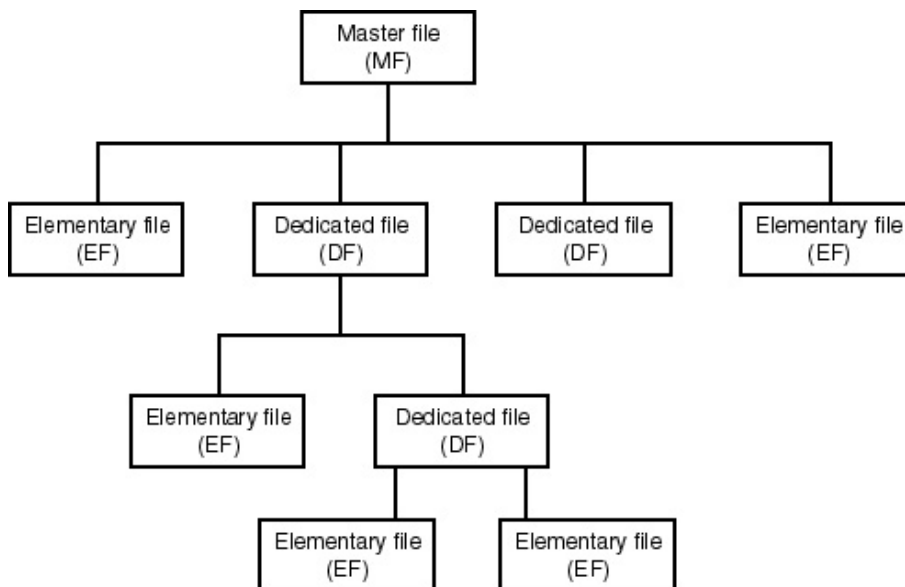 Master file
(MF)
Elementary file
(EF)
Dedicated file
(DF)
Dedicated file
(DF)
Elementary file
(EF)
Elementary file
(EF)
Dedicated file
(DF)
Elementary file
(EF)
Elementary file
(EF)